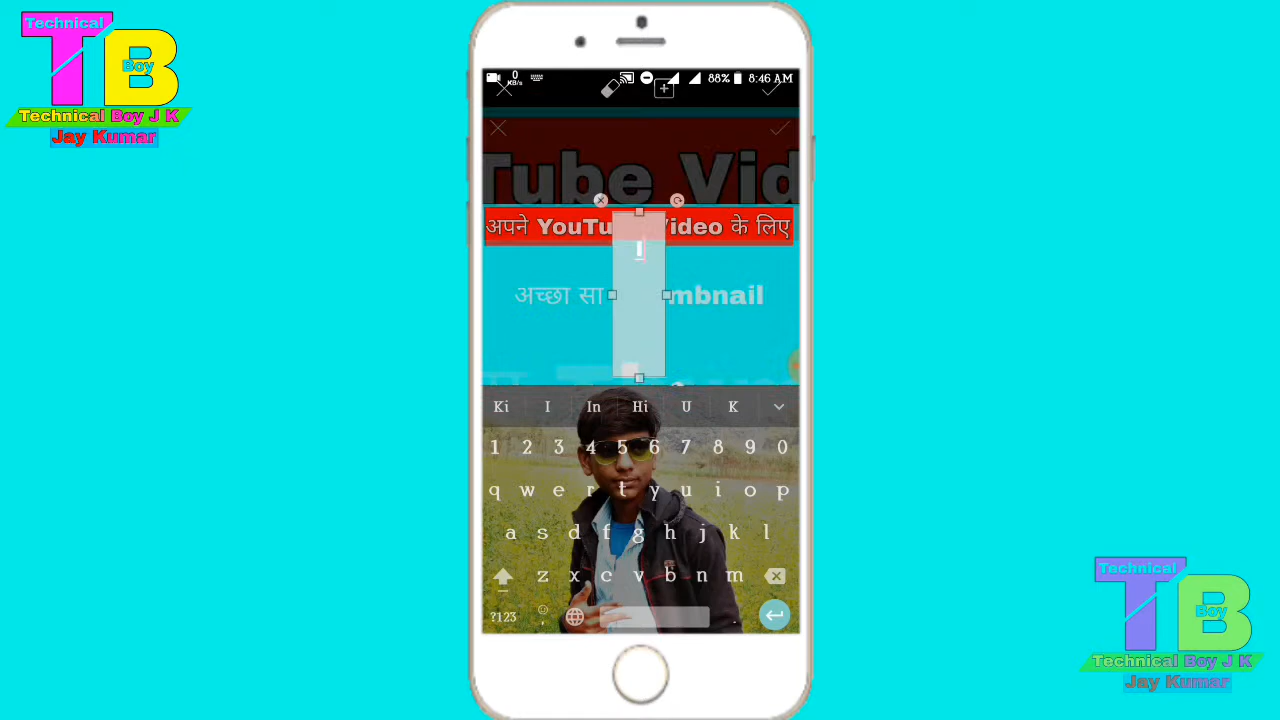 Technical
TB
Boy
Technical Boy J K
Jay Kumar
0
KB/s
88%
8:46 AM
Tube Vid
अपने YouTu Video के लिए
I
अच्छा सा mbnail
Ki I In Hi U K
1 2 3 4 5 6 7 8 9 0
q w e r t y u i o p
a s d f g h j k l
z x c v b n m
?123
Technical
TB
Boy
Technical Boy J K
Jay Kumar